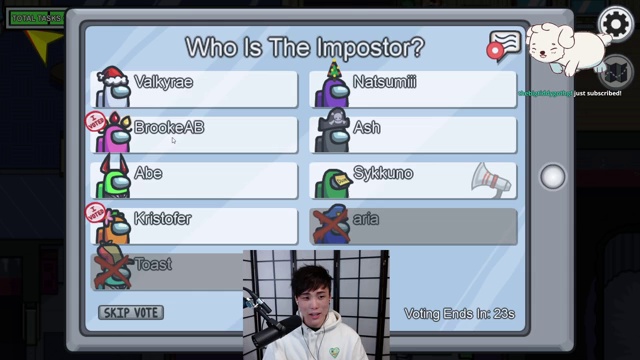 TOTAL TASKS
Who Is The Impostor?
Valkyrae
Natsumiii
I VOTED
BrookeAB
Ash
Abe
Sykkuno
I VOTED
Kristofer
aria
Toast
SKIP VOTE
Voting Ends In: 23s
just subscribed!